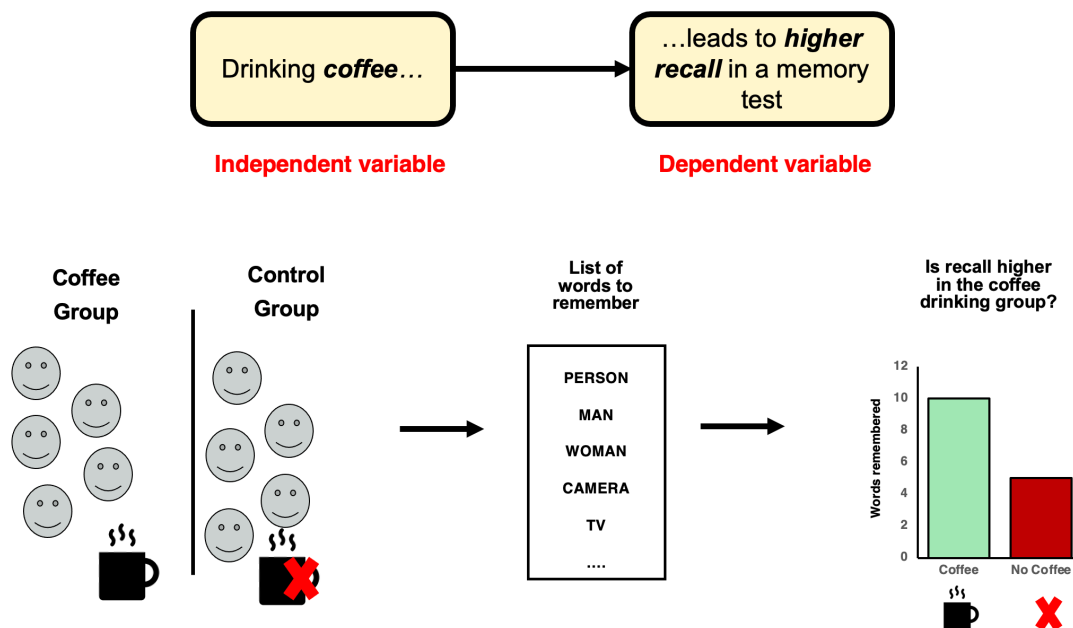 Drinking coffee…
…leads to higher
recall in a memory
test
Independent variable
Dependent variable
Coffee
Group
Control
Group
List of
words to
remember
PERSON
MAN
WOMAN
CAMERA
TV
....
Is recall higher
in the coffee
drinking group?
Words remembered
12
10
8
6
4
2
0
Coffee
No Coffee